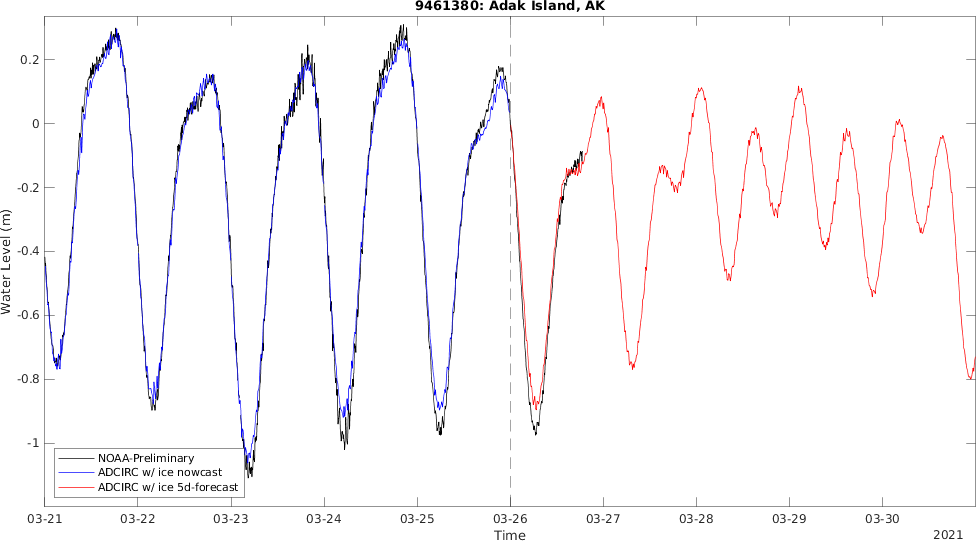 9461380: Adak Island, AK
Water Level (m)
0.2
0
-0.2
-0.4
-0.6
-0.8
-1
NOAA-Preliminary
ADCIRC w/ ice nowcast
ADCIRC w/ ice 5d-forecast
03-21 03-22 03-23 03-24 03-25 03-26 03-27 03-28 03-29 03-30
Time
2021